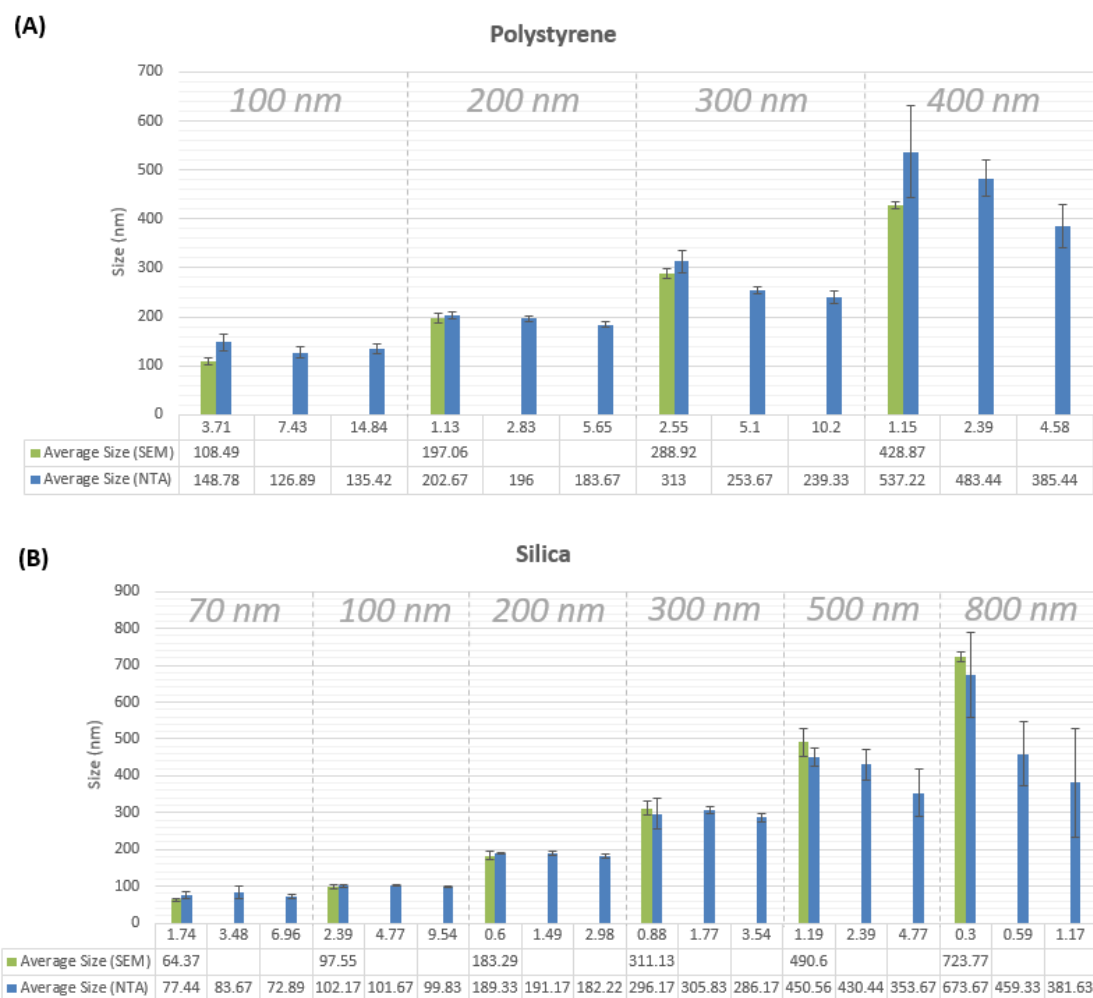 (A)
Polystyrene
700
600
500
400
300
200
100
0
Size (nm)
100 nm 200 nm 300 nm 400 nm
3.71 7.43 14.84 1.13 2.83 5.65 2.55 5.1 10.2 1.15 2.39 4.58
Average Size (SEM) 108.49 197.06 288.92 428.87
Average Size (NTA) 148.78 126.89 135.42 202.67 196 183.67 313 253.67 239.33 537.22 483.44 385.44
(B)
Silica
900
800
700
600
500
400
300
200
100
0
Size (nm)
70 nm 100 nm 200 nm 300 nm 500 nm 800 nm
1.74 3.48 6.96 2.39 4.77 9.54 0.6 1.49 2.98 0.88 1.77 3.54 1.19 2.39 4.77 0.3 0.59 1.17
Average Size (SEM) 64.37 97.55 183.29 311.13 490.6 723.77
Average Size (NTA) 77.44 83.67 72.89 102.17 101.67 99.83 189.33 191.17 182.22 296.17 305.83 286.17 450.56 430.44 353.67 673.67 459.33 381.63